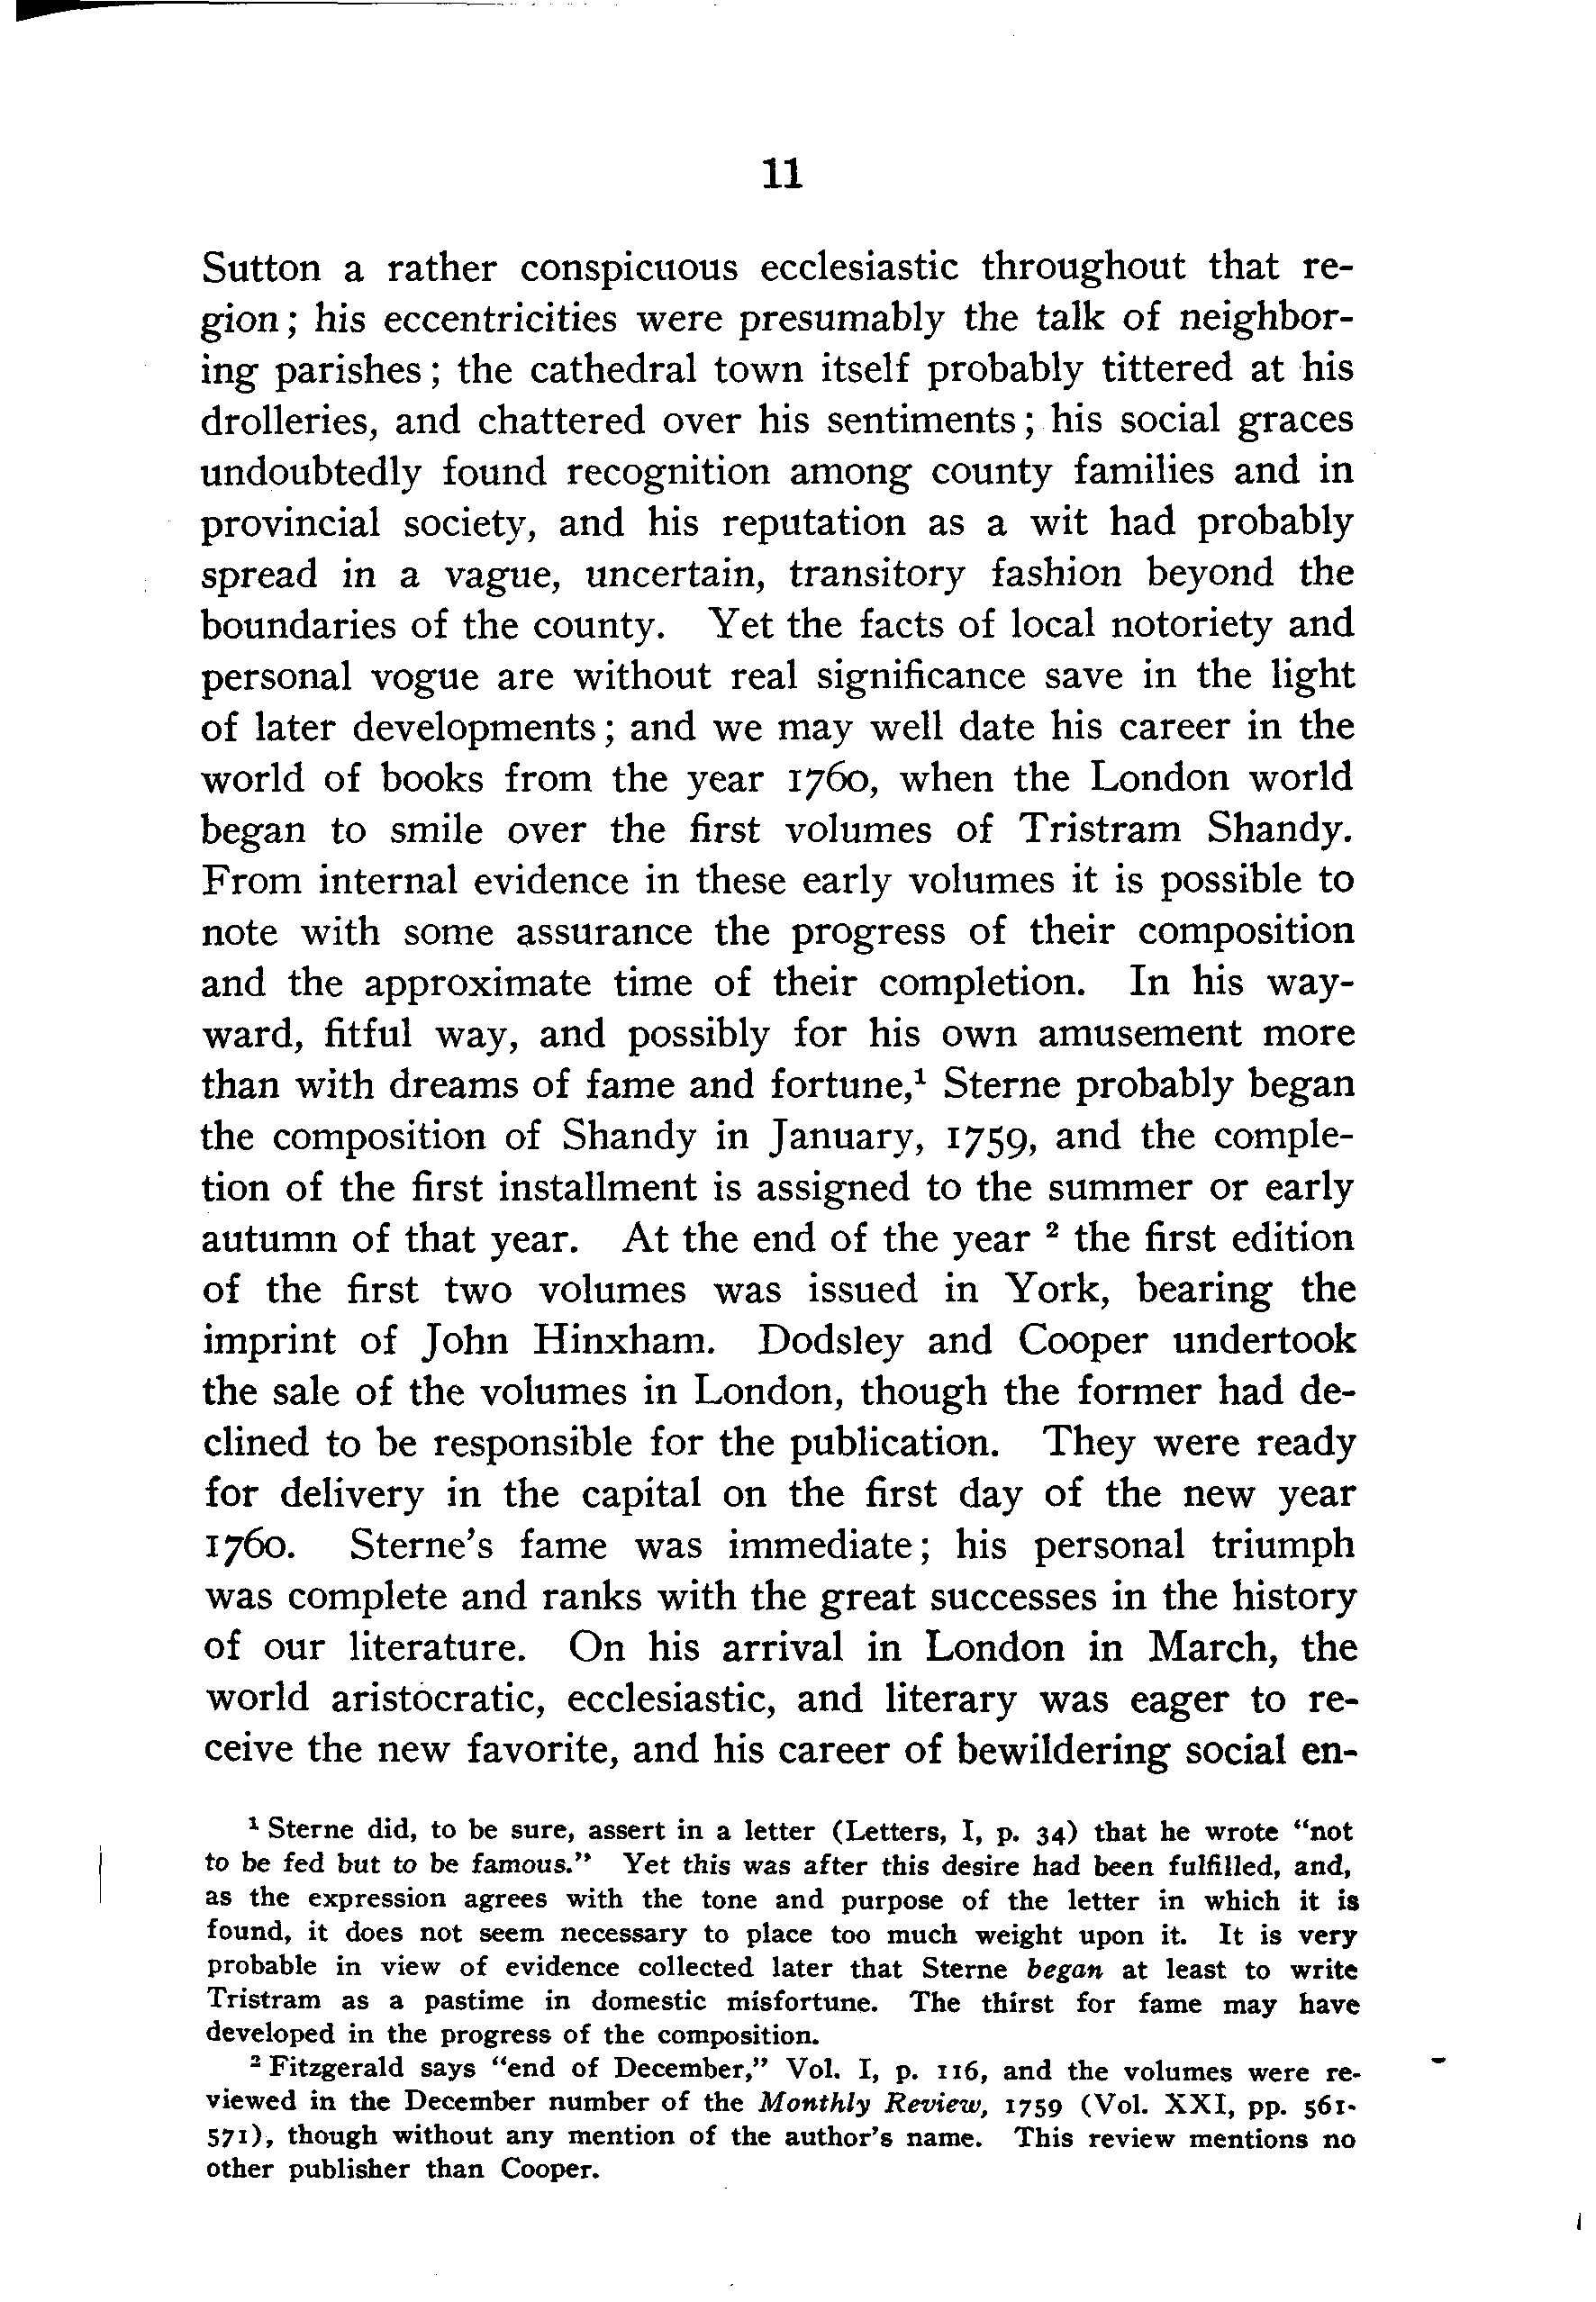 11
Sutton a rather conspicuous ecclesiastic throughout that re-
gion; his eccentricities were presumably the talk of neighbor-
ing parishes; the cathedral town itself probably tittered at his
drolleries, and chattered over his sentiments; his social graces
undoubtedly found recognition among county families and in
provincial society, and his reputation as a wit had probably
spread in a vague, uncertain, transitory fashion beyond the
boundaries of the county. Yet the facts of local notoriety and
personal vogue are without real significance save in the light
of later developments; and we may well date his career in the
world of books from the year 1760, when the London world
began to smile over the first volumes of Tristram Shandy.
From internal evidence in these early volumes it is possible to
note with some assurance the progress of their composition
and the approximate time of their completion. In his way-
ward, fitful way, and possibly for his own amusement more
than with dreams of fame and fortune,¹ Sterne probably began
the composition of Shandy in January, 1759, and the comple-
tion of the first installment is assigned to the summer or early
autumn of that year. At the end of the year ² the first edition
of the first two volumes was issued in York, bearing the
imprint of John Hinxham. Dodsley and Cooper undertook
the sale of the volumes in London, though the former had de-
clined to be responsible for the publication. They were ready
for delivery in the capital on the first day of the new year
1760. Sterne's fame was immediate; his personal triumph
was complete and ranks with the great successes in the history
of our literature. On his arrival in London in March, the
world aristocratic, ecclesiastic, and literary was eager to re-
ceive the new favorite, and his career of bewildering social en-
¹ Sterne did, to be sure, assert in a letter (Letters, I, p. 34) that he wrote "not
to be fed but to be famous." Yet this was after this desire had been fulfilled, and,
as the expression agrees with the tone and purpose of the letter in which it is
found, it does not seem necessary to place too much weight upon it. It is very
probable in view of evidence collected later that Sterne began at least to write
Tristram as a pastime in domestic misfortune. The thirst for fame may have
developed in the progress of the composition.
² Fitzgerald says "end of December," Vol. I, p. 116, and the volumes were re-
viewed in the December number of the Monthly Review, 1759 (Vol. XXI, pp. 561-
571), though without any mention of the author's name. This review mentions no
other publisher than Cooper.